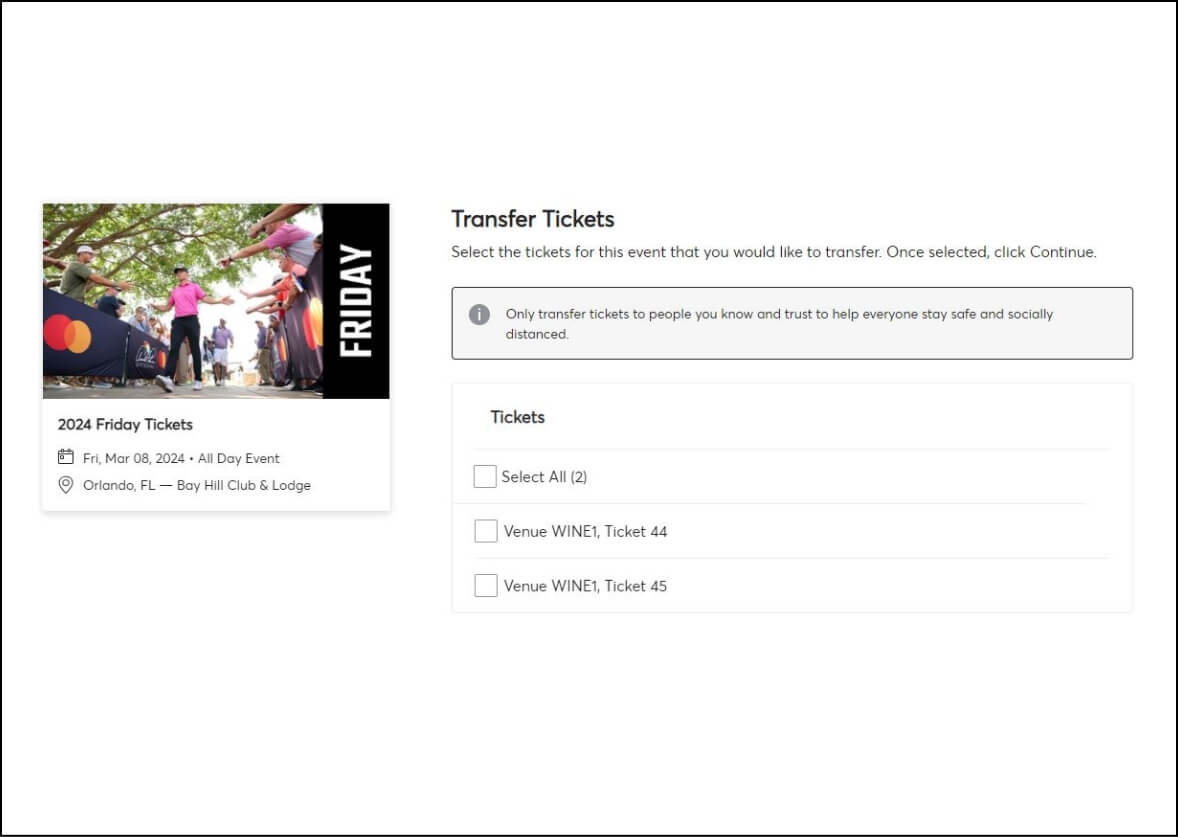 FRIDAY
2024 Friday Tickets
Fri, Mar 08, 2024 • All Day Event
Orlando, FL — Bay Hill Club & Lodge
Transfer Tickets
Select the tickets for this event that you would like to transfer. Once selected, click Continue.
Only transfer tickets to people you know and trust to help everyone stay safe and socially
distanced.
Tickets
Select All (2)
Venue WINE1, Ticket 44
Venue WINE1, Ticket 45